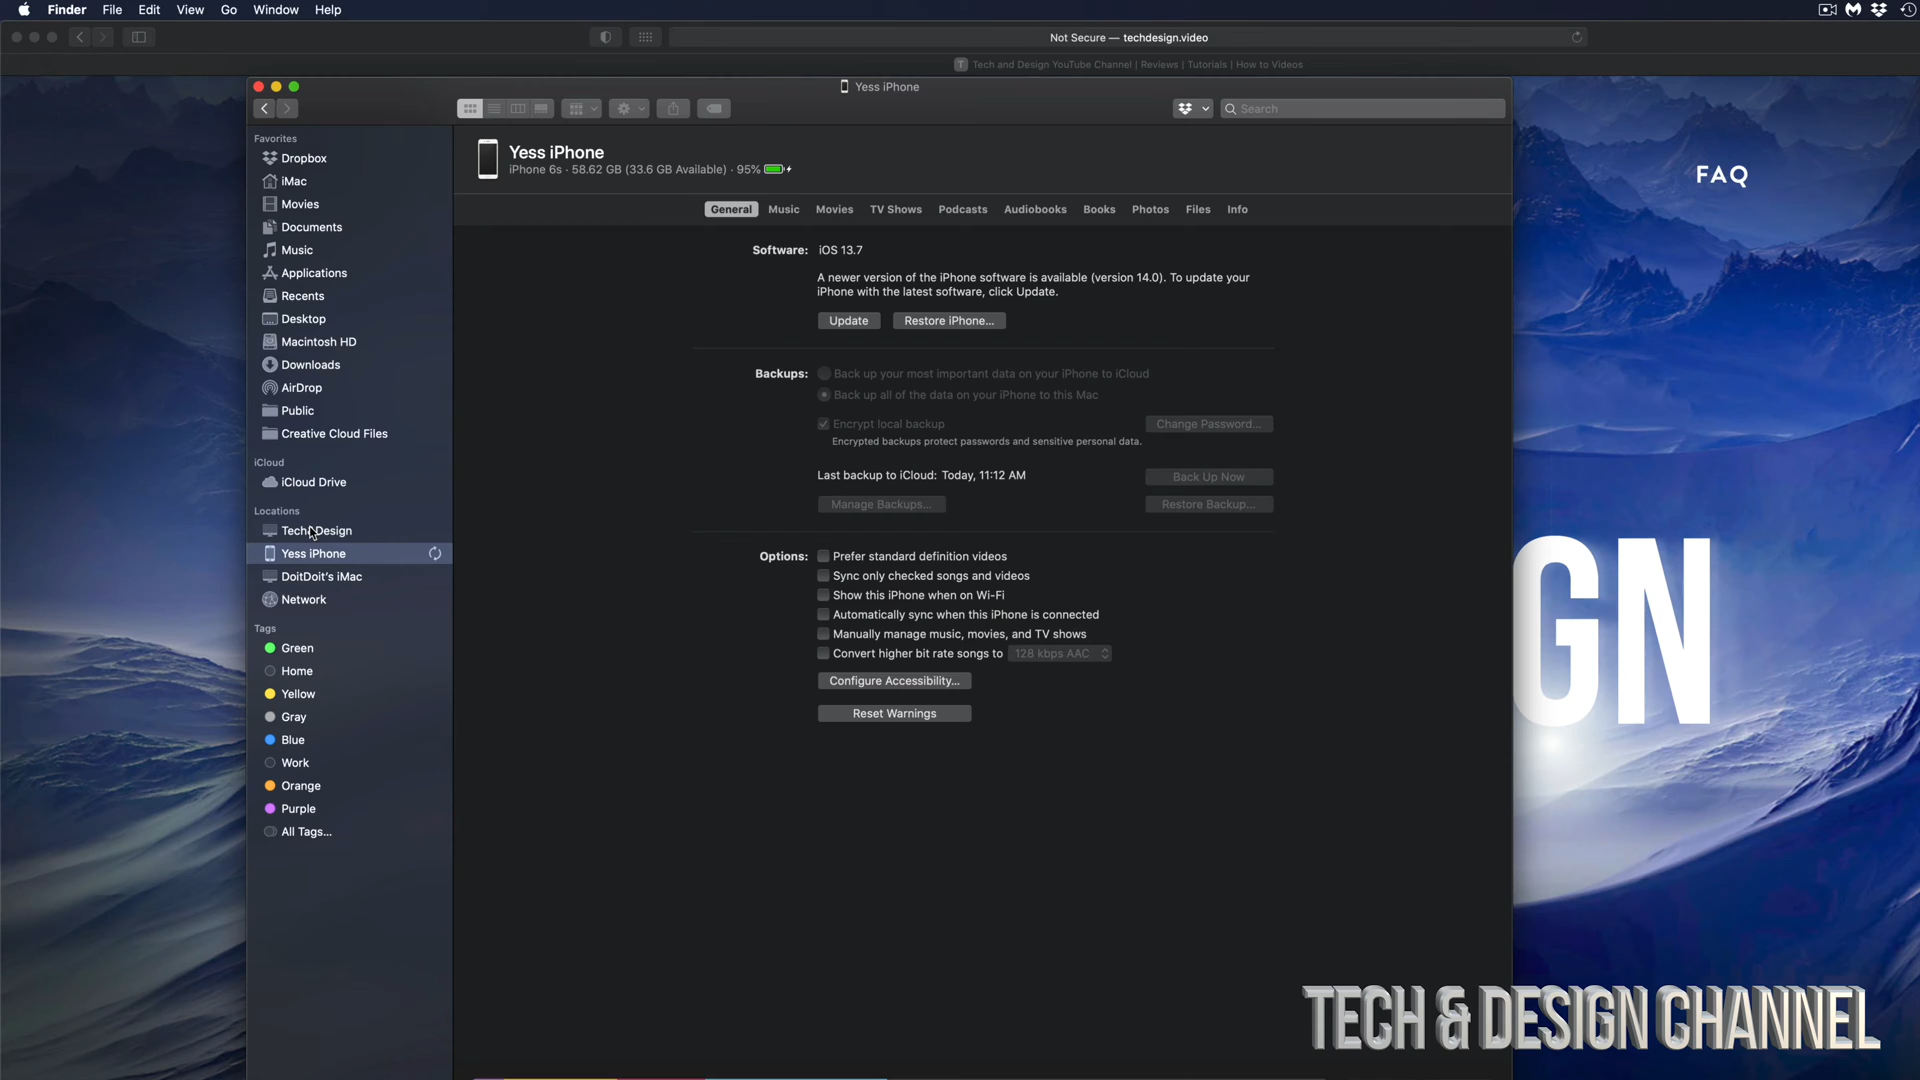 Finder File Edit View Go Window Help
Not Secure — techdesign.video
T Tech and Design YouTube Channel | Reviews | Tutorials | How to Videos
Yess iPhone
Search
FAQ
Favorites
Dropbox
iMac
Movies
Documents
Music
Applications
Recents
Desktop
Macintosh HD
Downloads
AirDrop
Public
Creative Cloud Files
iCloud
iCloud Drive
Locations
Tech Design
Yess iPhone
DoitDoit's iMac
Network
Tags
Green
Home
Yellow
Gray
Blue
Work
Orange
Purple
All Tags...
Yess iPhone
iPhone 6s · 58.62 GB (33.6 GB Available) · 95%
General Music Movies TV Shows Podcasts Audiobooks Books Photos Files Info
Software: iOS 13.7
A newer version of the iPhone software is available (version 14.0). To update your
iPhone with the latest software, click Update.
Update Restore iPhone...
Backups: Back up your most important data on your iPhone to iCloud
Back up all of the data on your iPhone to this Mac
Encrypt local backup Change Password...
Encrypted backups protect passwords and sensitive personal data.
Last backup to iCloud: Today, 11:12 AM Back Up Now
Manage Backups... Restore Backup...
Options: Prefer standard definition videos
Sync only checked songs and videos
Show this iPhone when on Wi-Fi
Automatically sync when this iPhone is connected
Manually manage music, movies, and TV shows
Convert higher bit rate songs to 128 kbps AAC
Configure Accessibility...
Reset Warnings
GN
TECH & DESIGN CHANNEL